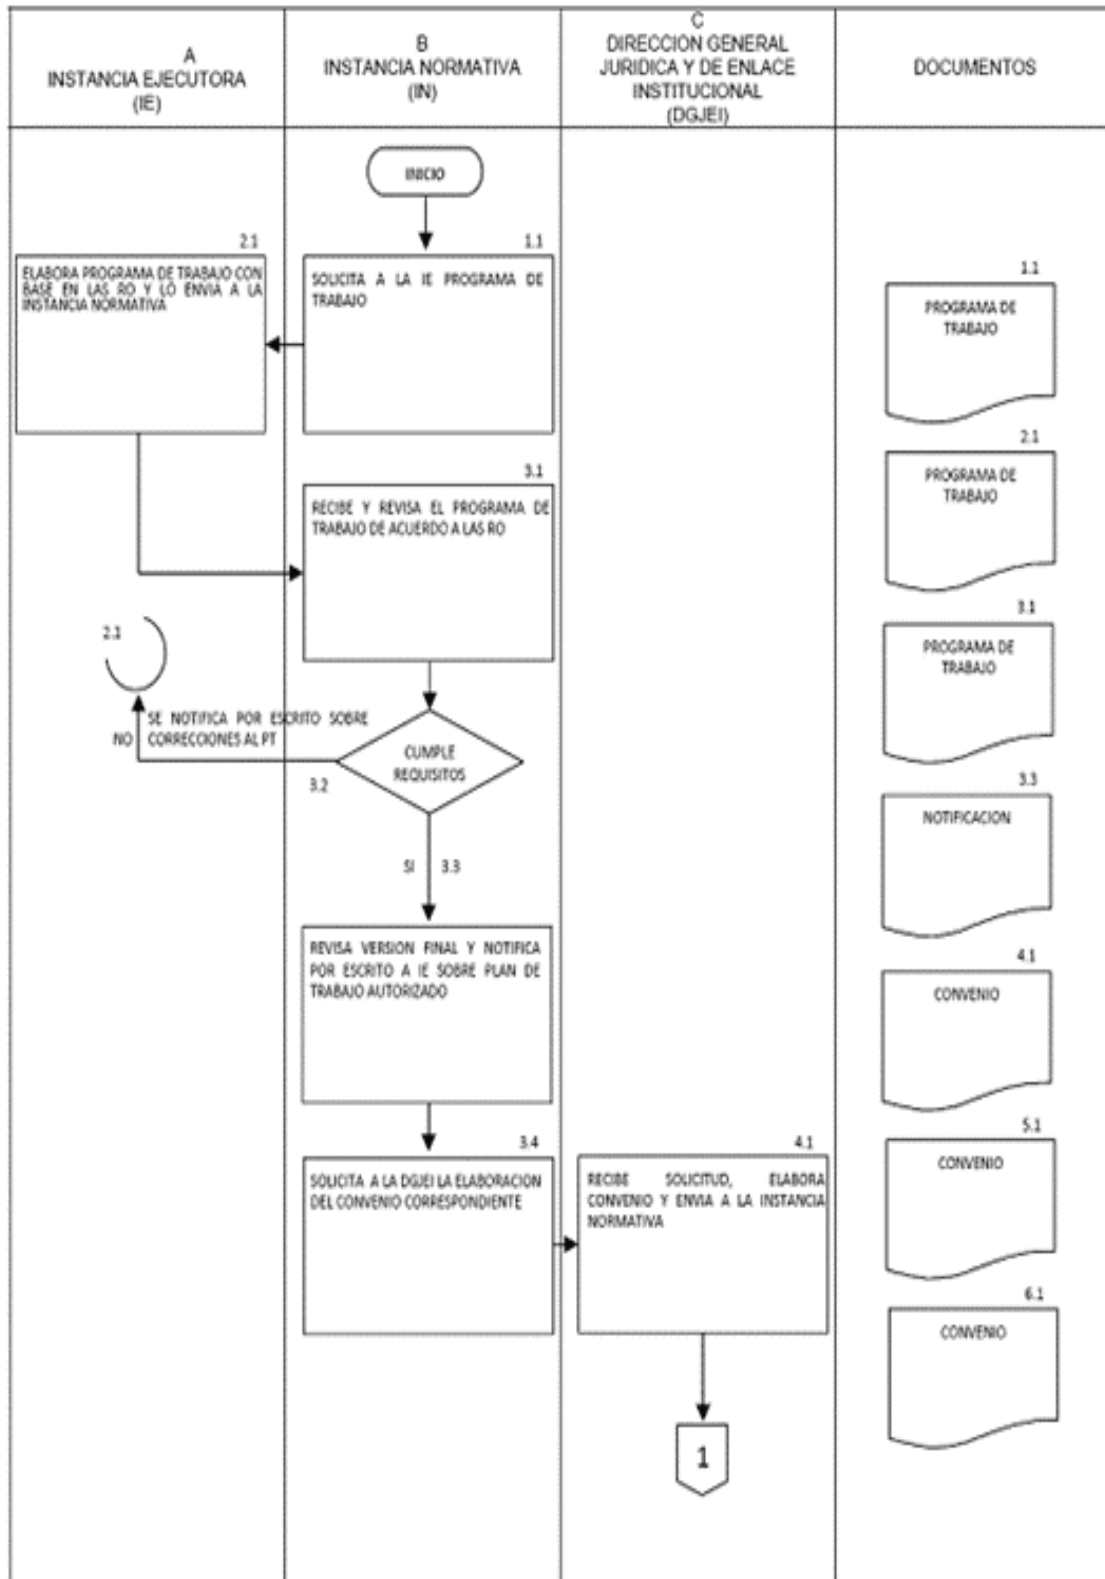 A
INSTANCIA EJECUTORA
(IE)
B
INSTANCIA NORMATIVA
(IN)
C
DIRECCION GENERAL
JURIDICA Y DE ENLACE
INSTITUCIONAL
(DGJEI)
DOCUMENTOS
INICIO
2.1
ELABORA PROGRAMA DE TRABAJO CON
BASE EN LAS RO Y LO ENVIA A LA
INSTANCIA NORMATIVA
1.1
SOLICITA A LA IE PROGRAMA DE
TRABAJO
3.1
RECIBE Y REVISA EL PROGRAMA DE
TRABAJO DE ACUERDO A LAS RO
2.1
SE NOTIFICA POR ESCRITO SOBRE
NO CORRECCIONES AL PT
3.2
CUMPLE
REQUISITOS
SI 3.3
REVISA VERSION FINAL Y NOTIFICA
POR ESCRITO A IE SOBRE PLAN DE
TRABAJO AUTORIZADO
3.4
SOLICITA A LA DGJEI LA ELABORACION
DEL CONVENIO CORRESPONDIENTE
4.1
RECIBE SOLICITUD, ELABORA
CONVENIO Y ENVIA A LA INSTANCIA
NORMATIVA
1
1.1
PROGRAMA DE
TRABAJO
2.1
PROGRAMA DE
TRABAJO
3.1
PROGRAMA DE
TRABAJO
3.3
NOTIFICACION
4.1
CONVENIO
5.1
CONVENIO
6.1
CONVENIO